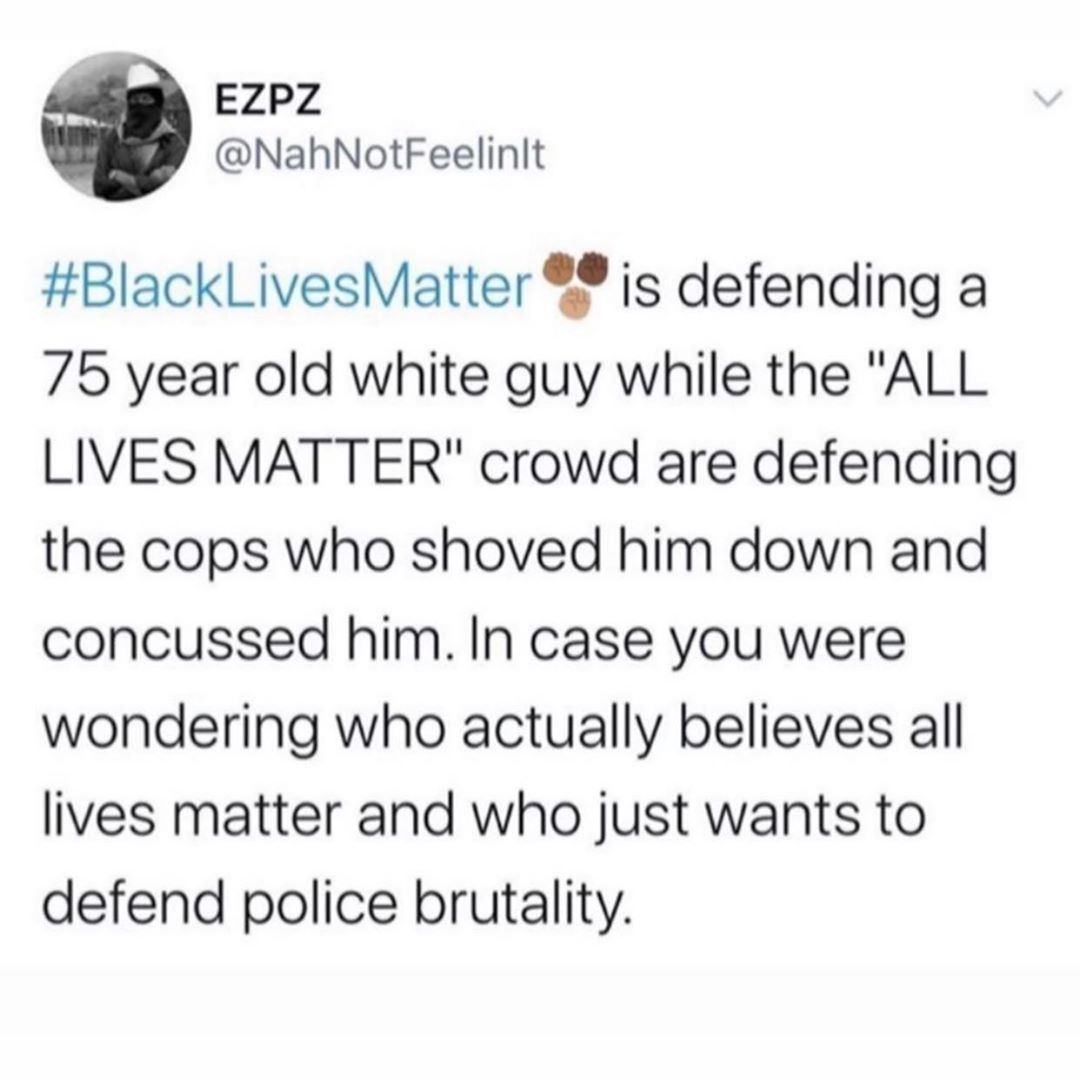 EZPZ
@NahNotFeelinIt
#BlackLivesMatter✊🏾✊🏿✊🏼 is defending a
75 year old white guy while the "ALL
LIVES MATTER" crowd are defending
the cops who shoved him down and
concussed him. In case you were
wondering who actually believes all
lives matter and who just wants to
defend police brutality.